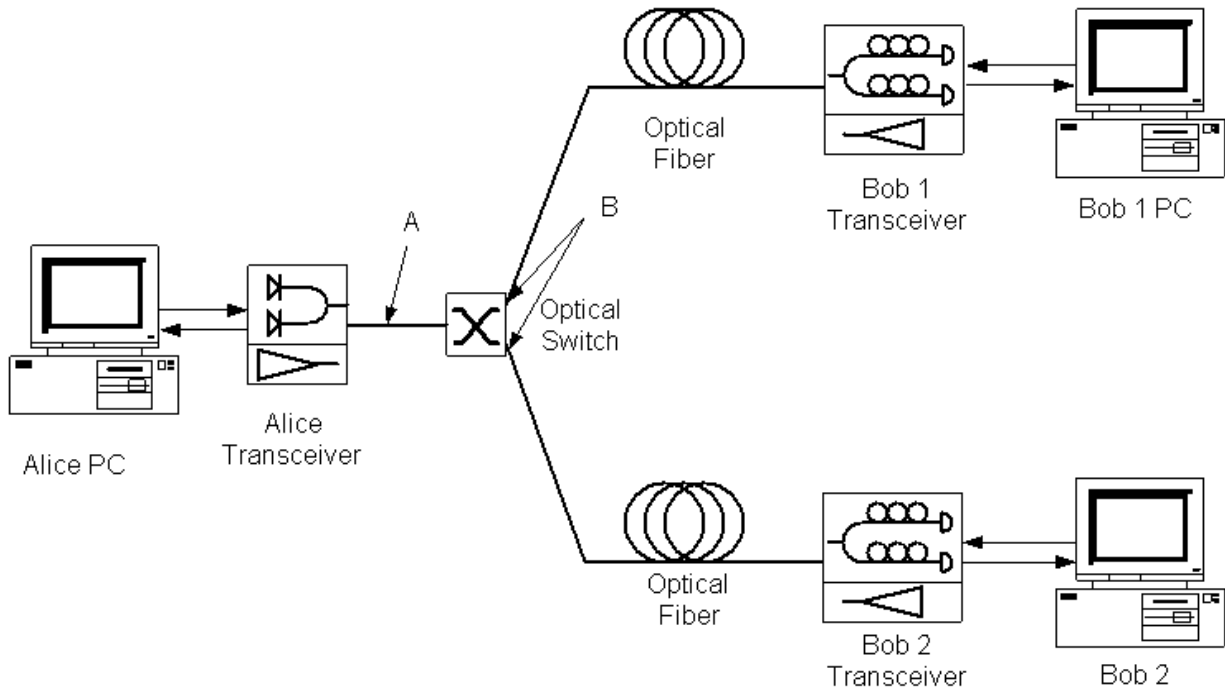 Optical
Fiber
Bob 1
Transceiver
Bob 1 PC
A
B
Optical
Switch
Alice
Transceiver
Alice PC
Optical
Fiber
Bob 2
Transceiver
Bob 2